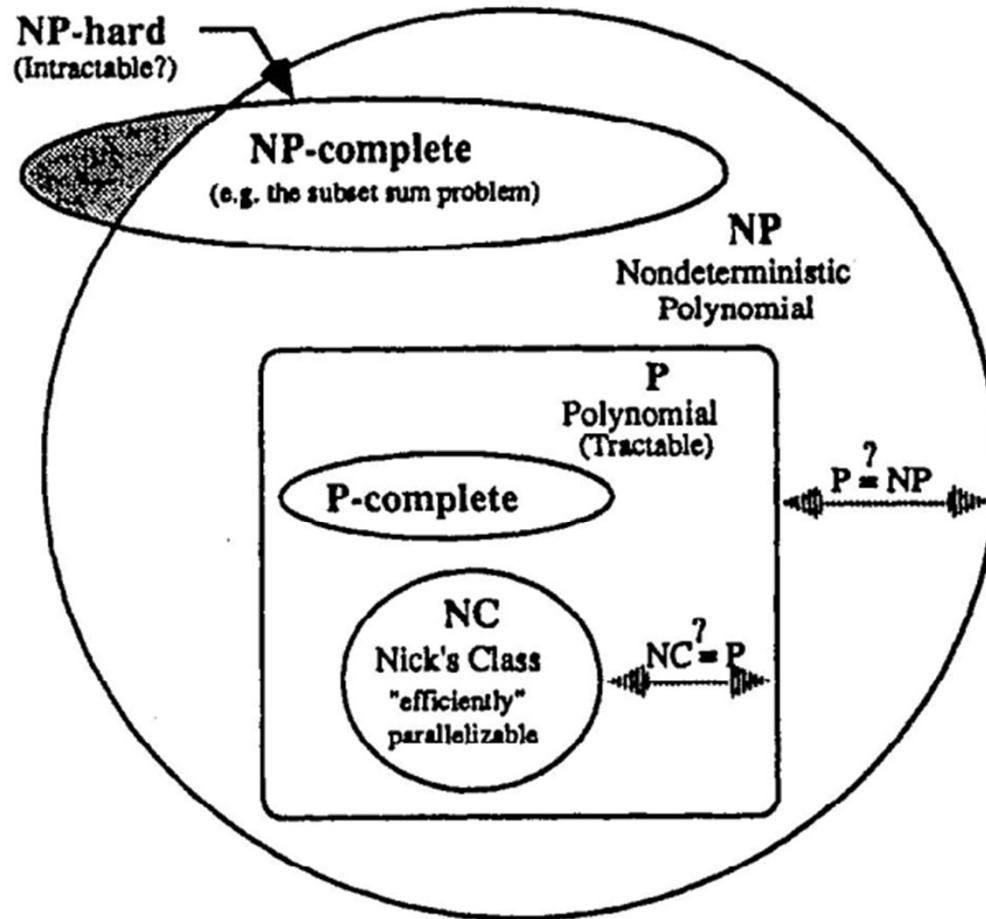 NP-hard
(Intractable?)
NP-complete
(e.g. the subset sum problem)
NP
Nondeterministic
Polynomial
P
Polynomial
(Tractable)
P-complete
?
P = NP
NC
Nick's Class
"efficiently"
parallelizable
?
NC = P